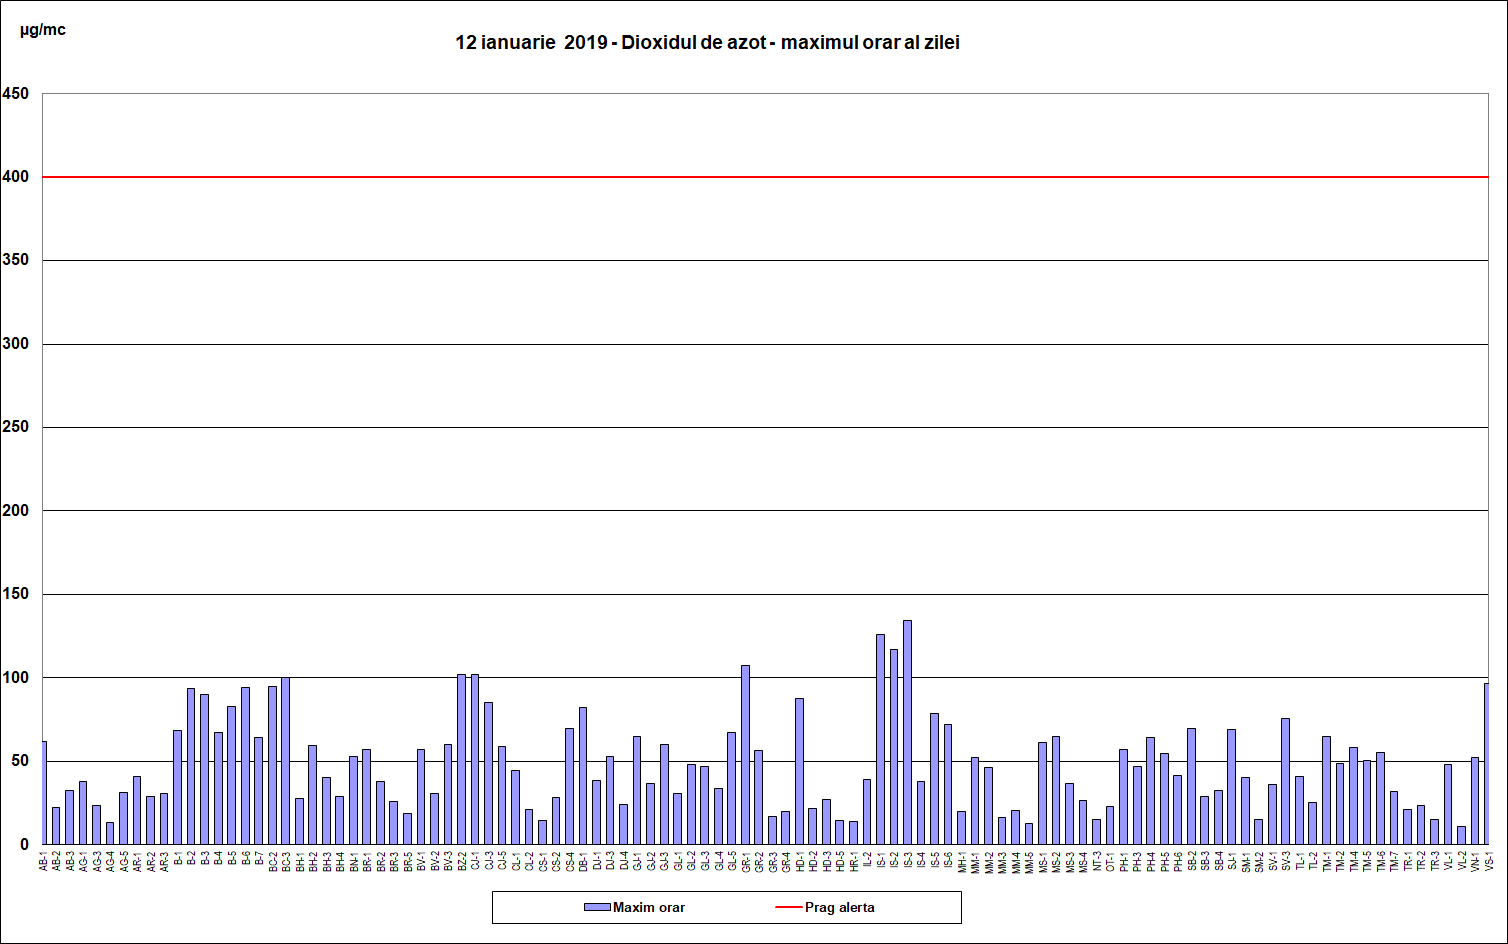 µg/mc
12 ianuarie  2019 - Dioxidul de azot - maximul orar al zilei
450
400
350
300
250
200
150
100
50
0
AB-1 AB-2 AB-3 AG-1 AG-3 AG-4 AG-5 AR-1 AR-2 AR-3 B-1 B-2 B-3 B-4 B-5 B-6 B-7 BC-2 BC-3 BH-1 BH-2 BH-3 BH-4 BN-1 BR-1 BR-2 BR-3 BR-5 BV-1 BV-2 BV-3 BZ-2 CJ-1 CJ-3 CJ-5 CL-1 CL-2 CS-1 CS-2 CS-4 DB-1 DJ-1 DJ-3 DJ-4 GJ-1 GJ-2 GJ-3 GL-1 GL-2 GL-3 GL-4 GL-5 GR-1 GR-2 GR-3 GR-4 HD-1 HD-2 HD-3 HD-5 HR-1 IL-2 IS-1 IS-2 IS-3 IS-4 IS-5 IS-6 MH-1 MM-1 MM-2 MM-3 MM-4 MM-5 MS-1 MS-2 MS-3 MS-4 NT-3 OT-1 PH-1 PH-3 PH-4 PH-5 PH-6 SB-2 SB-3 SB-4 SJ-1 SM-1 SM-2 SV-1 SV-3 TL-1 TL-2 TM-1 TM-2 TM-4 TM-5 TM-6 TM-7 TR-1 TR-2 TR-3 VL-1 VL-2 VN-1 VS-1
Maxim orar Prag alerta